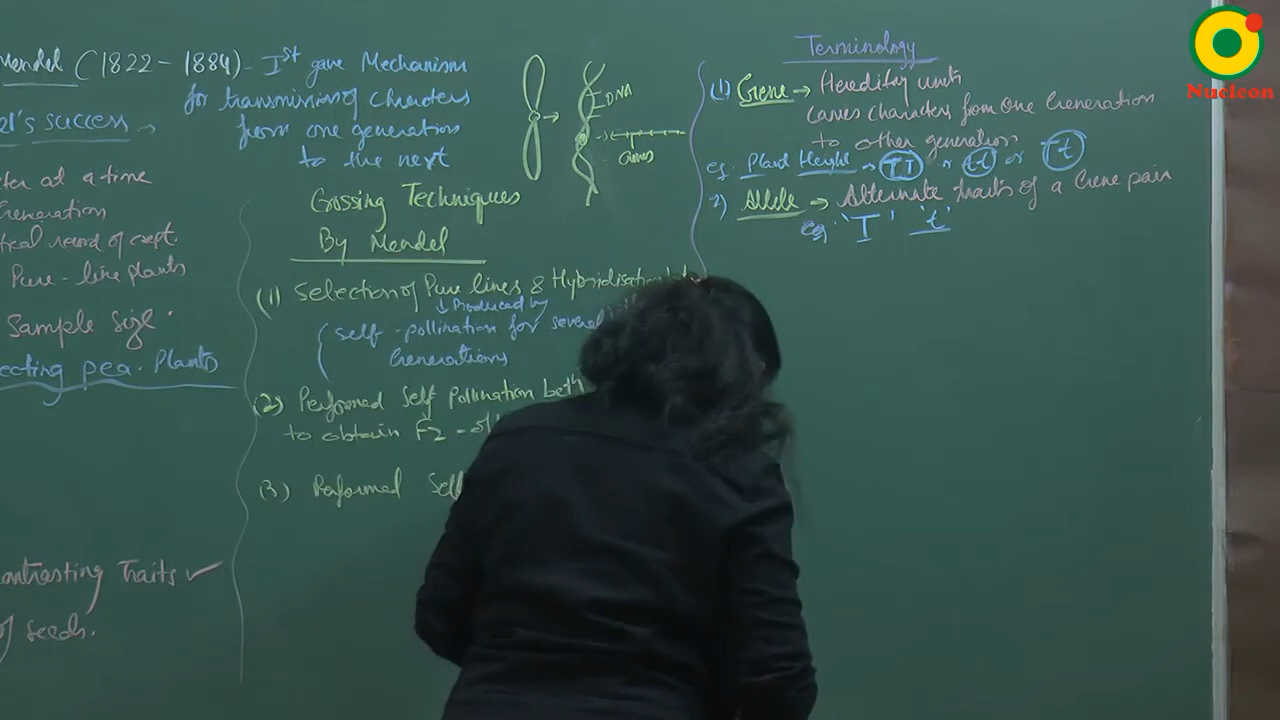 Mendel (1822 - 1884) - Ist gave Mechanism
for transmission of characters
from one generation
to the next
el's success
ter at a time
Generation
tical record of expt.
Pure-line plants
Sample Size.
ecting pea. Plants
ontrasting Traits ✓
of seeds.
DNA
Genes
Crossing Techniques
By Mendel
(1) Selection of Pure lines & Hybridisation
↓ Produced by
(self-pollination for several
Generations
(2) Performed Self Pollination betn
to obtain F2 - of
(3) Performed Self
Terminology
(1) Gene → Heredity units
Carries characters from one Generation
to other generation
eg. Plant Height → TT or tt or Tt
2) Allele → Alternate traits of a Gene pair
eg 'T' 't'
Nucleon